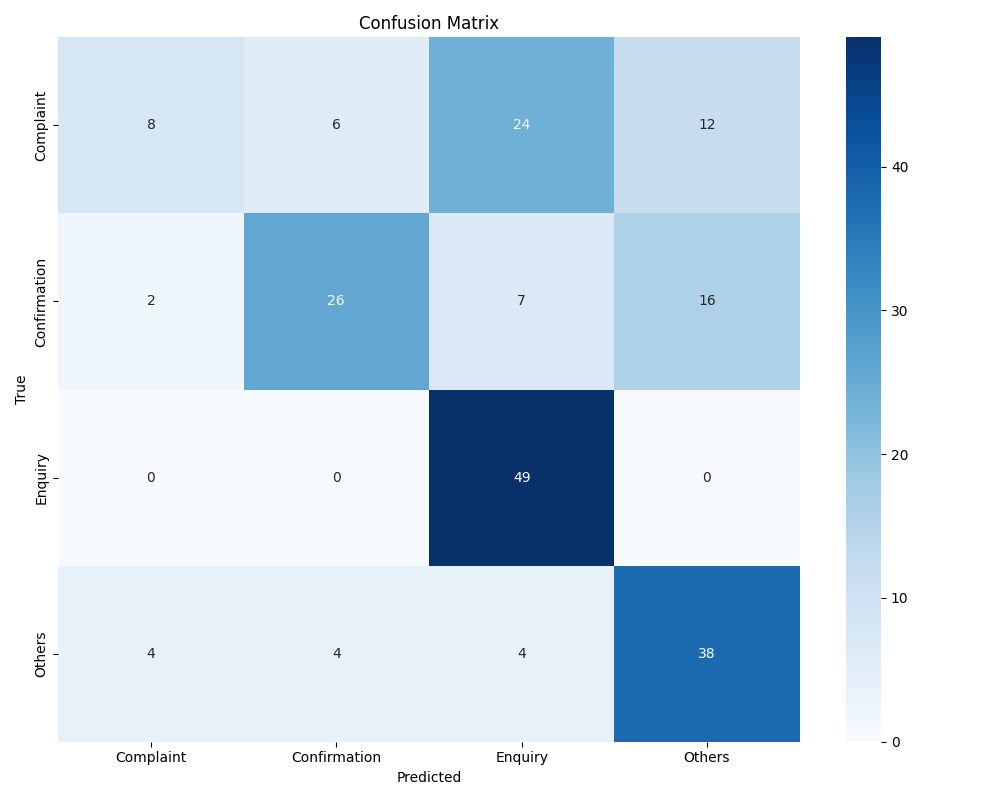 Confusion Matrix
Complaint
8 6 24 12
Confirmation
2 26 7 16
Enquiry
0 0 49 0
Others
4 4 4 38
True
Complaint Confirmation Enquiry Others
Predicted
40
30
20
10
0